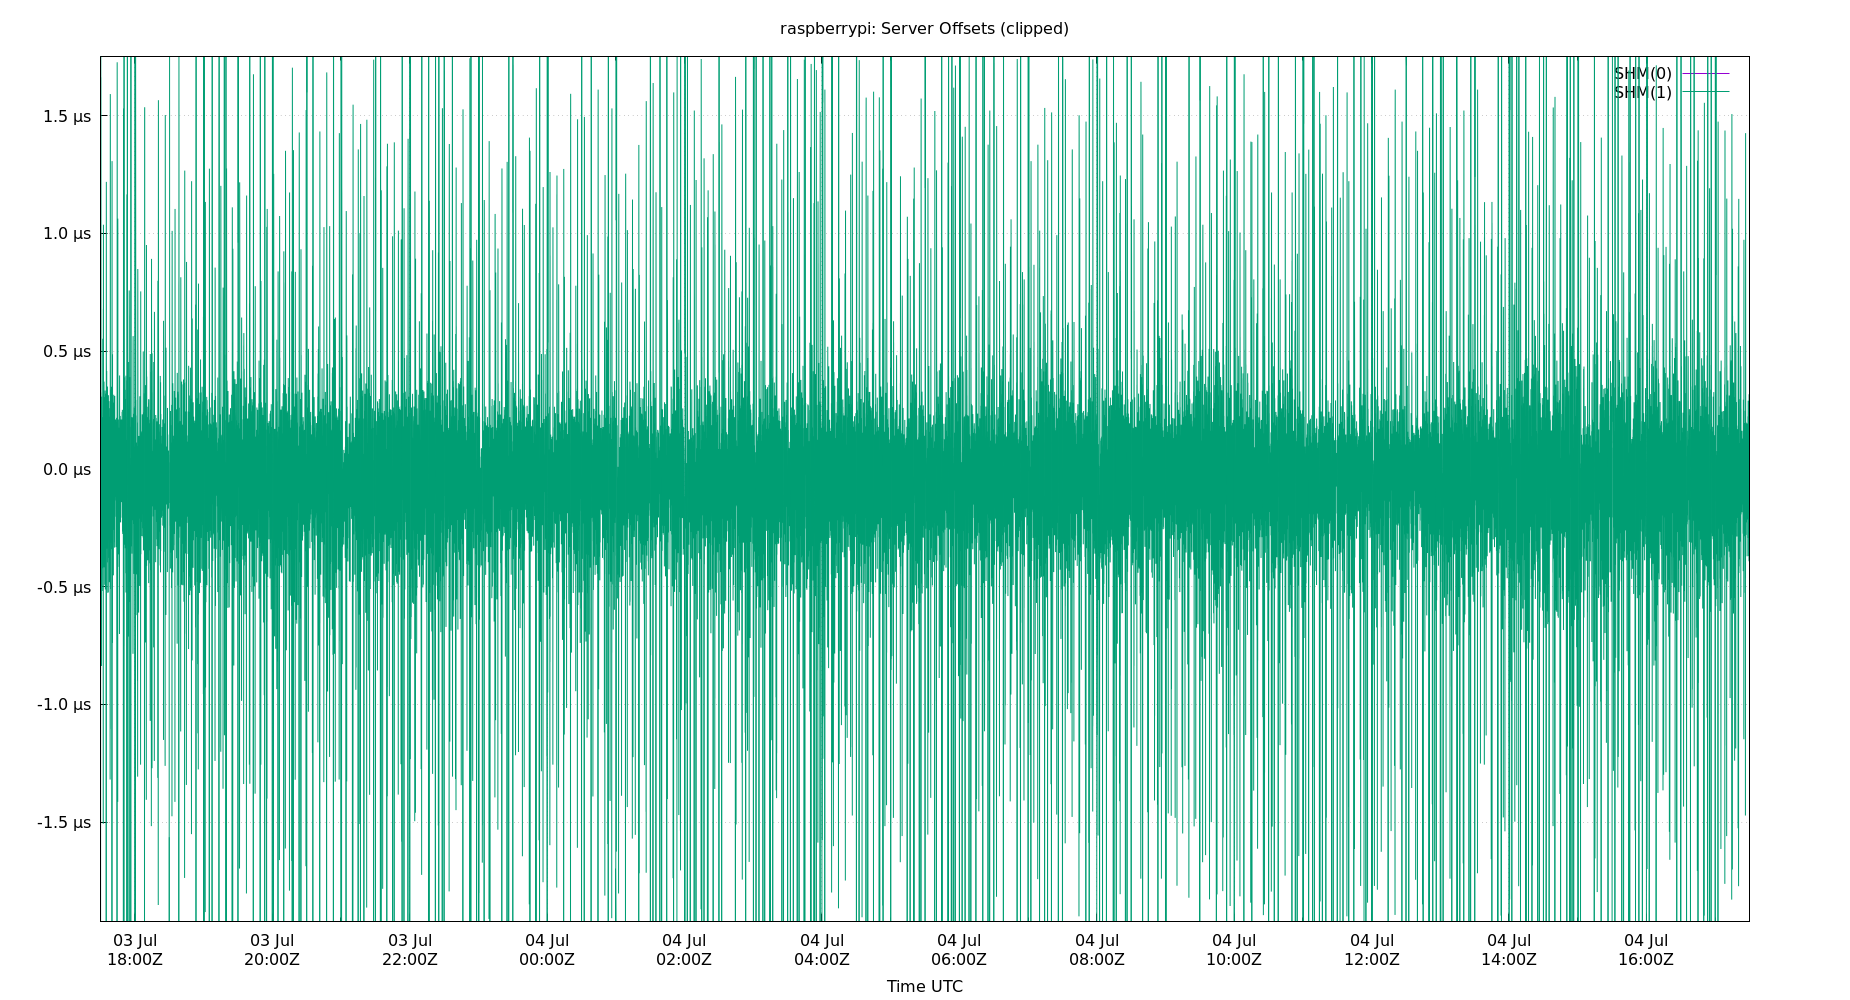 raspberrypi: Server Offsets (clipped)
SHM(0)
SHM(1)
1.5 µs
1.0 µs
0.5 µs
0.0 µs
-0.5 µs
-1.0 µs
-1.5 µs
03 Jul 03 Jul 03 Jul 04 Jul 04 Jul 04 Jul 04 Jul 04 Jul 04 Jul 04 Jul 04 Jul 04 Jul
18:00Z 20:00Z 22:00Z 00:00Z 02:00Z 04:00Z 06:00Z 08:00Z 10:00Z 12:00Z 14:00Z 16:00Z
Time UTC